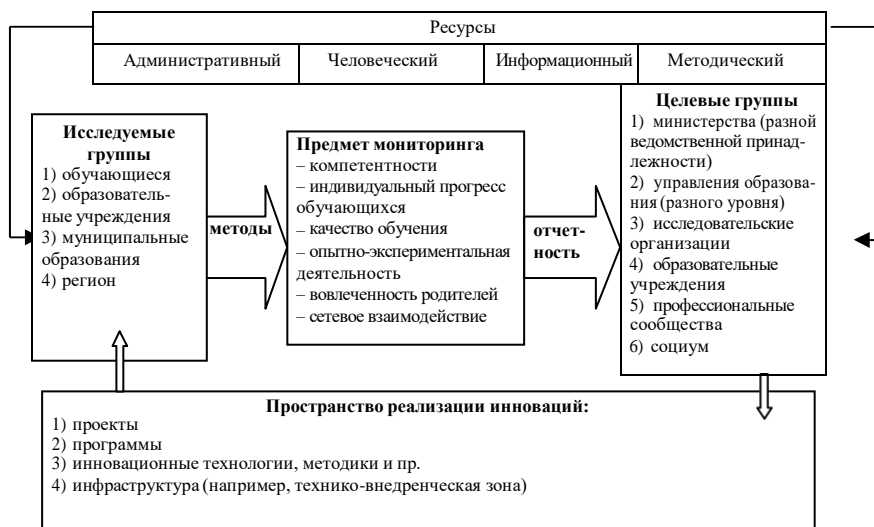 Ресурсы
Административный
Человеческий
Информационный
Методический
Исследуемые
группы
1) обучающиеся
2) образователь-
ные учреждения
3) муниципальные
образования
4) регион
методы
Предмет мониторинга
– компетентности
– индивидуальный прогресс
обучающихся
– качество обучения
– опытно-экспериментальная
деятельность
– вовлеченность родителей
– сетевое взаимодействие
отчет-
ность
Целевые группы
1) министерства (разной
ведомственной принад-
лежности)
2) управления образова-
ния (разного уровня)
3) исследовательские
организации
4) образовательные
учреждения
5) профессиональные
сообщества
6) социум
Пространство реализации инноваций:
1) проекты
2) программы
3) инновационные технологии, методики и пр.
4) инфраструктура (например, технико-внедренческая зона)